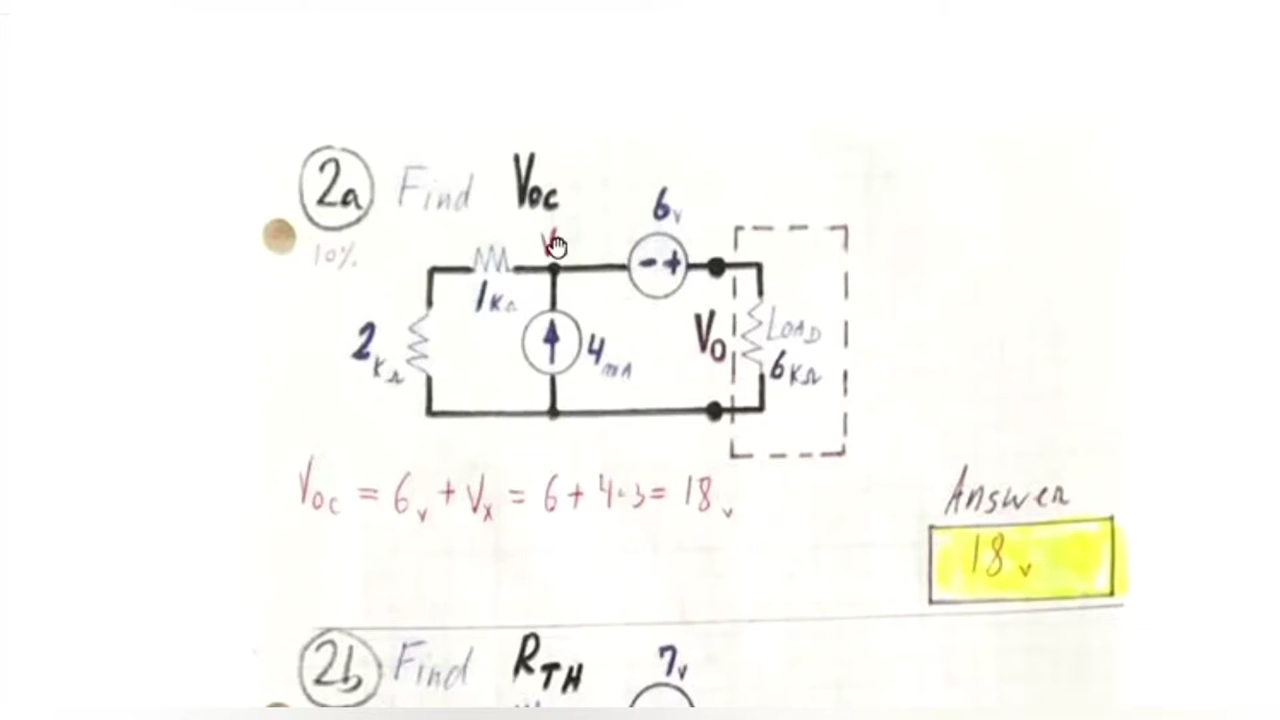 2a Find Voc
10%
6v
V
1KΩ
2KΩ
4mA
- +
Vo
LOAD
6KΩ
Voc = 6v + Vx = 6 + 4·3 = 18v
Answer
18v
2b Find RTH
7v